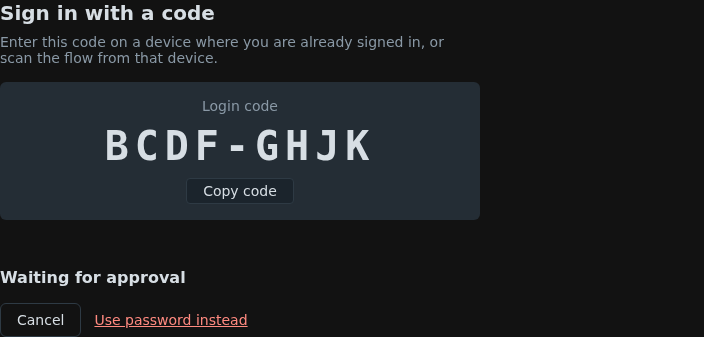 Sign in with a code
Enter this code on a device where you are already signed in, or
scan the flow from that device.
Login code
BCDF-GHJK
Copy code
Waiting for approval
Cancel Use password instead